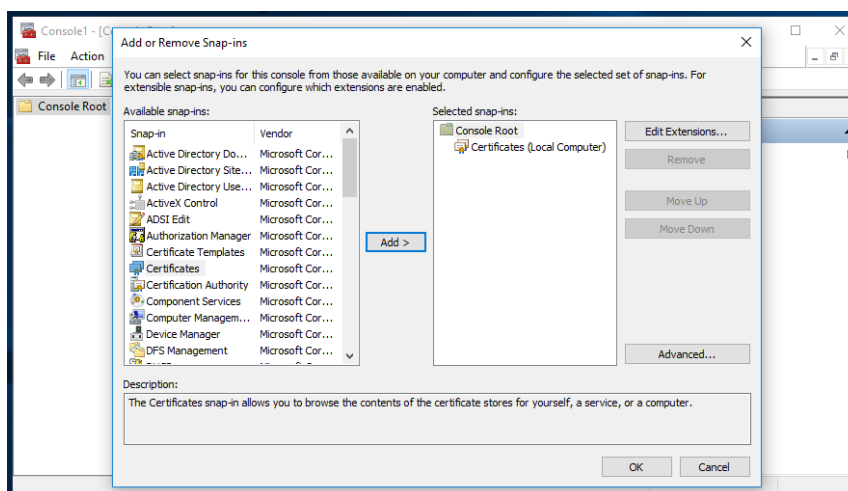 Console1 - [C
Add or Remove Snap-ins
File Action
Console Root
You can select snap-ins for this console from those available on your computer and configure the selected set of snap-ins. For
extensible snap-ins, you can configure which extensions are enabled.
Available snap-ins:
Selected snap-ins:
Snap-in Vendor
Active Directory Do... Microsoft Cor...
Active Directory Site... Microsoft Cor...
Active Directory Use... Microsoft Cor...
ActiveX Control Microsoft Cor...
ADSI Edit Microsoft Cor...
Authorization Manager Microsoft Cor...
Certificate Templates Microsoft Cor...
Certificates Microsoft Cor...
Certification Authority Microsoft Cor...
Component Services Microsoft Cor...
Computer Managem... Microsoft Cor...
Device Manager Microsoft Cor...
DFS Management Microsoft Cor...
Add >
Console Root
Certificates (Local Computer)
Edit Extensions...
Remove
Move Up
Move Down
Advanced...
Description:
The Certificates snap-in allows you to browse the contents of the certificate stores for yourself, a service, or a computer.
OK
Cancel